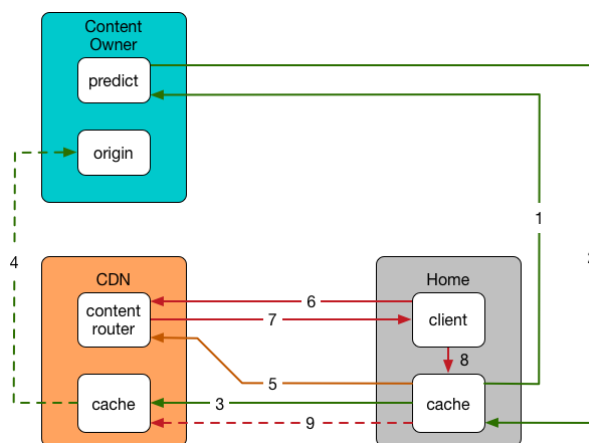 Content
Owner
predict
origin
1
4
CDN
Home
content
router
6
7
client
8
5
cache
3
9
cache